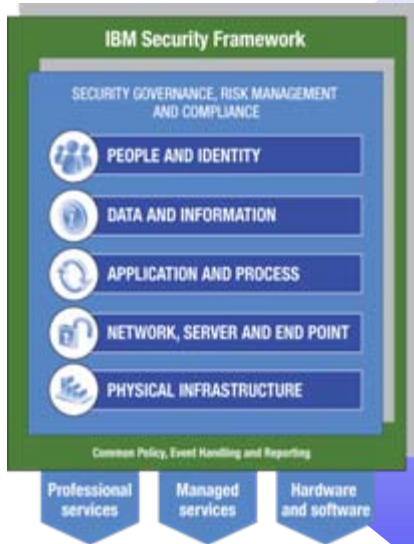 IBM Security Framework
SECURITY GOVERNANCE, RISK MANAGEMENT
AND COMPLIANCE
PEOPLE AND IDENTITY
DATA AND INFORMATION
APPLICATION AND PROCESS
NETWORK, SERVER AND END POINT
PHYSICAL INFRASTRUCTURE
Common Policy, Event Handling and Reporting
Professional
services
Managed
services
Hardware
and software